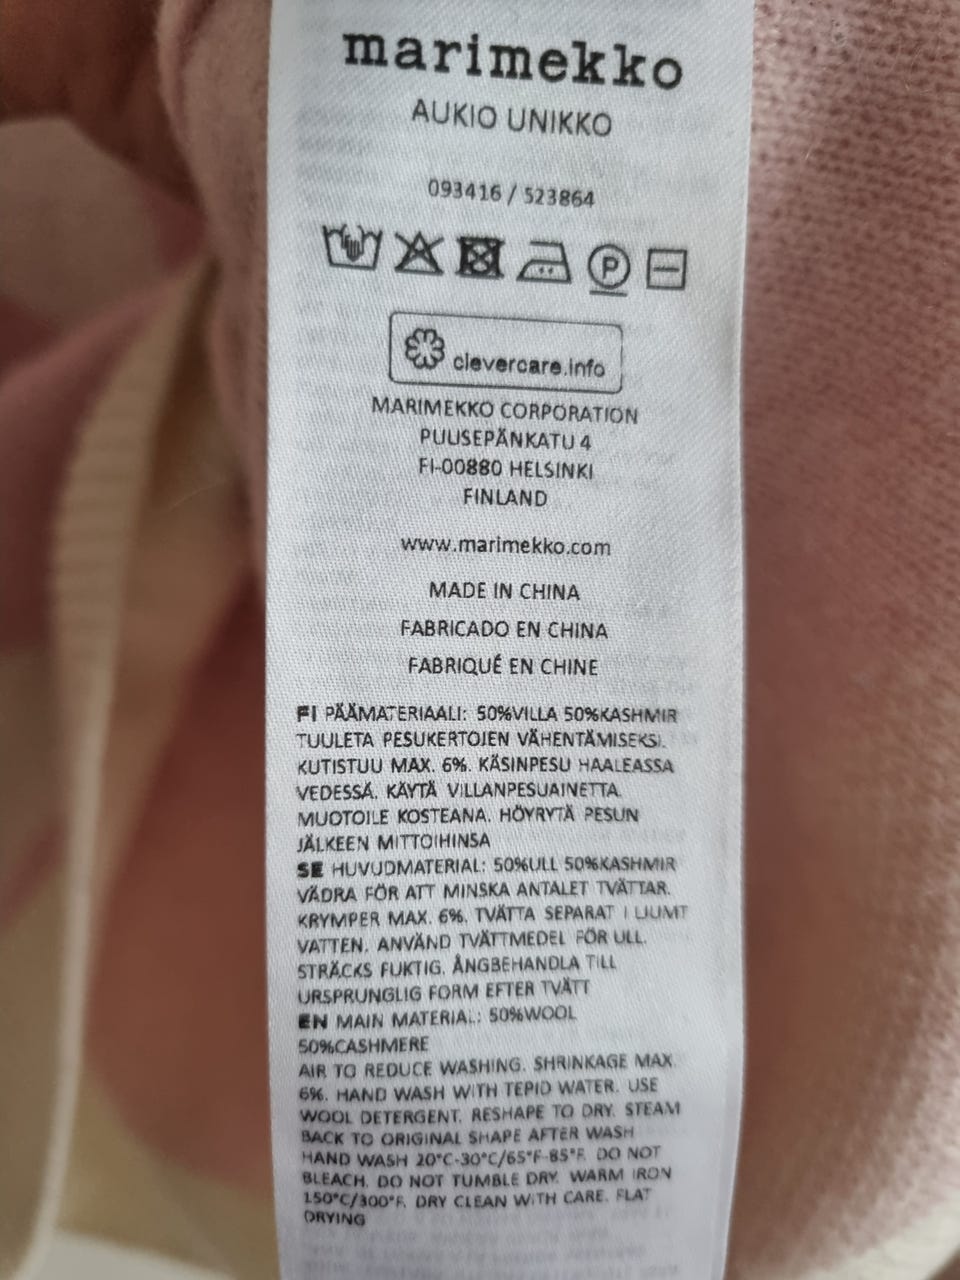 marimekko
AUKIO UNIKKO
093416 / 523864
P
clevercare.info
MARIMEKKO CORPORATION
PUUSEPÄNKATU 4
FI-00880 HELSINKI
FINLAND
www.marimekko.com
MADE IN CHINA
FABRICADO EN CHINA
FABRIQUÉ EN CHINE
FI PÄÄMATERIAALI: 50%VILLA 50%KASHMIR
TUULETA PESUKERTOJEN VÄHENTÄMISEKSI.
KUTISTUU MAX. 6%. KÄSINPESU HAALEASSA
VEDESSÄ. KÄYTÄ VILLANPESUAINETTA.
MUOTOILE KOSTEANA. HÖYRYTÄ PESUN
JÄLKEEN MITTOIHINSA
SE HUVUDMATERIAL: 50%ULL 50%KASHMIR
VÄDRA FÖR ATT MINSKA ANTALET TVÄTTAR.
KRYMPER MAX. 6%. TVÄTTA SEPARAT I LJUMT
VATTEN. ANVÄND TVÄTTMEDEL FÖR ULL.
STRÄCKS FUKTIG. ÅNGBEHANDLA TILL
URSPRUNGLIG FORM EFTER TVÄTT
EN MAIN MATERIAL: 50%WOOL
50%CASHMERE
AIR TO REDUCE WASHING. SHRINKAGE MAX.
6%. HAND WASH WITH TEPID WATER. USE
WOOL DETERGENT. RESHAPE TO DRY. STEAM
BACK TO ORIGINAL SHAPE AFTER WASH
HAND WASH 20°C-30°C/65°F-85°F. DO NOT
BLEACH. DO NOT TUMBLE DRY. WARM IRON
150°C/300°F. DRY CLEAN WITH CARE. FLAT
DRYING